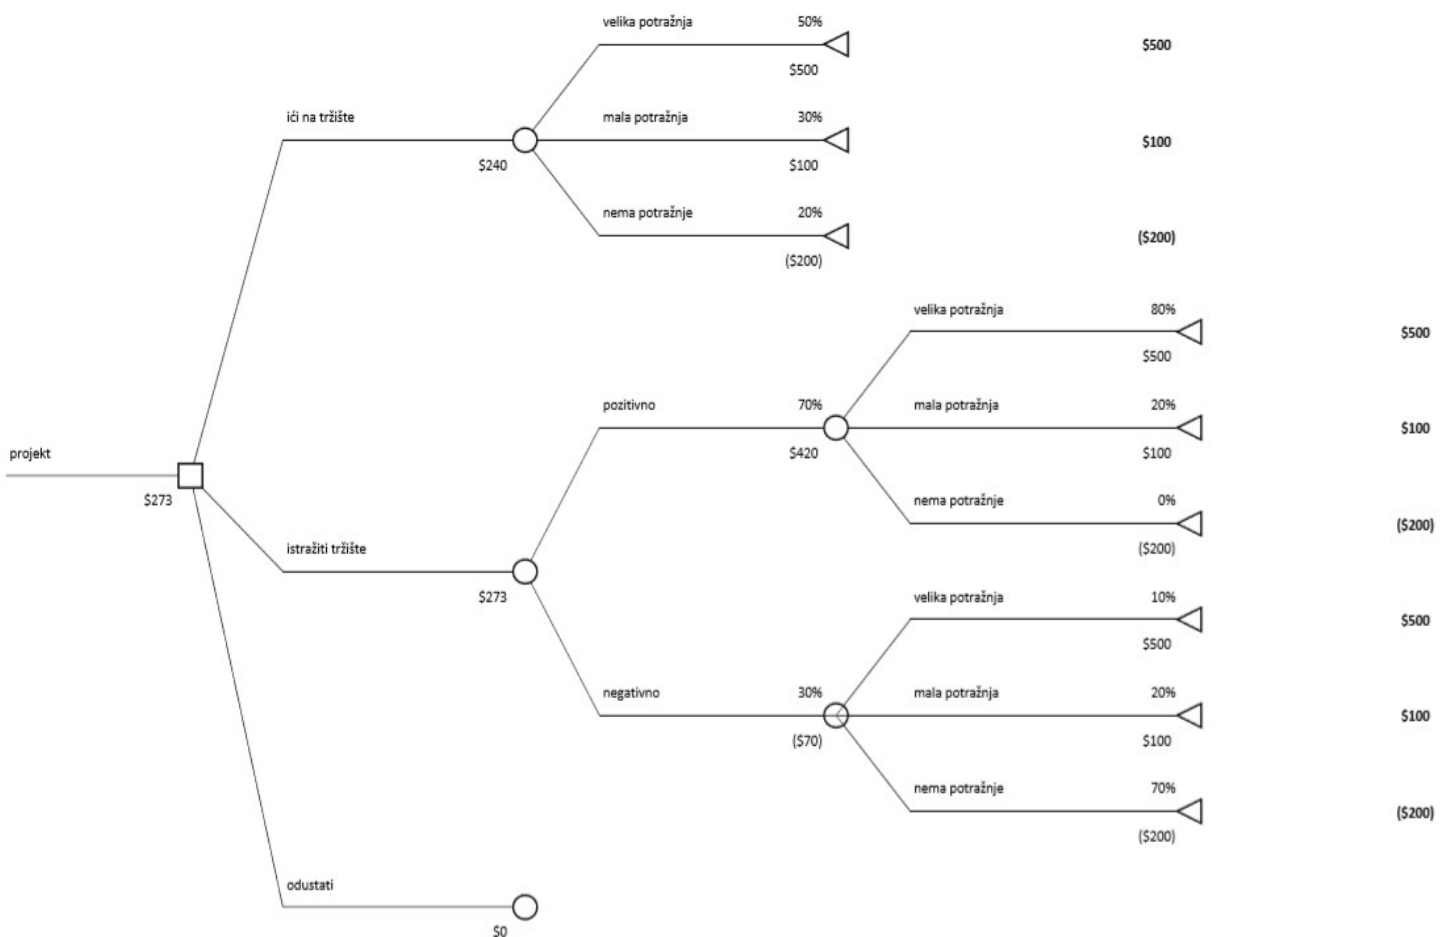 velika potražnja 50%
$500
$500
ići na tržište
mala potražnja 30%
$100
$240
$100
nema potražnje 20%
($200)
($200)
velika potražnja 80%
$500
$500
pozitivno 70%
mala potražnja 20%
$100
$420
$100
projekt
$273
nema potražnje 0%
($200)
($200)
istražiti tržište
$273
velika potražnja 10%
$500
$500
negativno 30%
mala potražnja 20%
$100
($70)
$100
nema potražnje 70%
($200)
($200)
odustati
$0